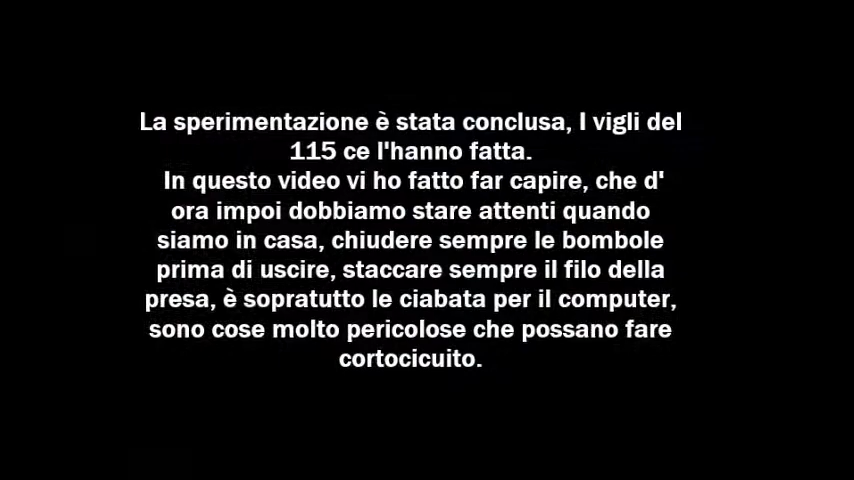 La sperimentazione è stata conclusa, I vigli del
115 ce l'hanno fatta.
In questo video vi ho fatto far capire, che d'
ora impoi dobbiamo stare attenti quando
siamo in casa, chiudere sempre le bombole
prima di uscire, staccare sempre il filo della
presa, è sopratutto le ciabata per il computer,
sono cose molto pericolose che possano fare
cortocicuito.